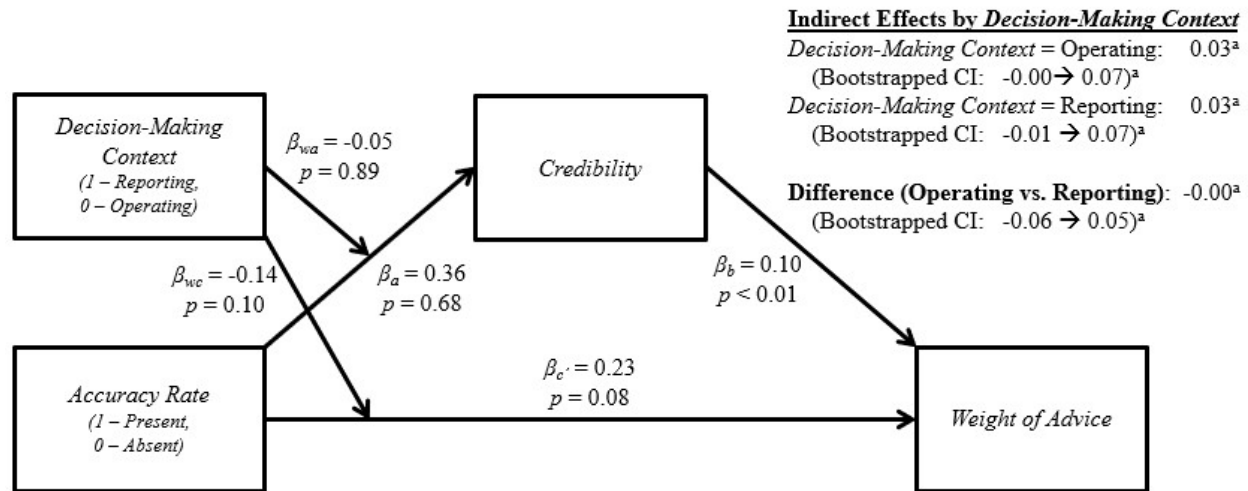 Indirect Effects by Decision-Making Context
Decision-Making Context = Operating: 0.03ᵃ
(Bootstrapped CI: -0.00→ 0.07)ᵃ
Decision-Making Context = Reporting: 0.03ᵃ
(Bootstrapped CI: -0.01 → 0.07)ᵃ
Difference (Operating vs. Reporting): -0.00ᵃ
(Bootstrapped CI: -0.06 → 0.05)ᵃ
Decision-Making
Context
(1 – Reporting,
0 – Operating)
βwa = -0.05
p = 0.89
Credibility
βwc = -0.14
p = 0.10
βa = 0.36
p = 0.68
βb = 0.10
p < 0.01
Accuracy Rate
(1 – Present,
0 – Absent)
βc′ = 0.23
p = 0.08
Weight of Advice